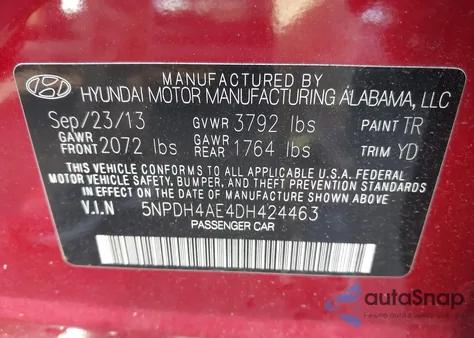 MANUFACTURED BY
HYUNDAI MOTOR MANUFACTURING ALABAMA, LLC
Sep/23/13 GVWR 3792 lbs PAINT TR
GAWR FRONT 2072 lbs GAWR REAR 1764 lbs TRIM YD
THIS VEHICLE CONFORMS TO ALL APPLICABLE U.S.A. FEDERAL
MOTOR VEHICLE SAFETY, BUMPER, AND THEFT PREVENTION STANDARDS
IN EFFECT ON THE DATE OF MANUFACTURE SHOWN ABOVE
V.I.N 5NPDH4AE4DH424463
PASSENGER CAR
autoSnap